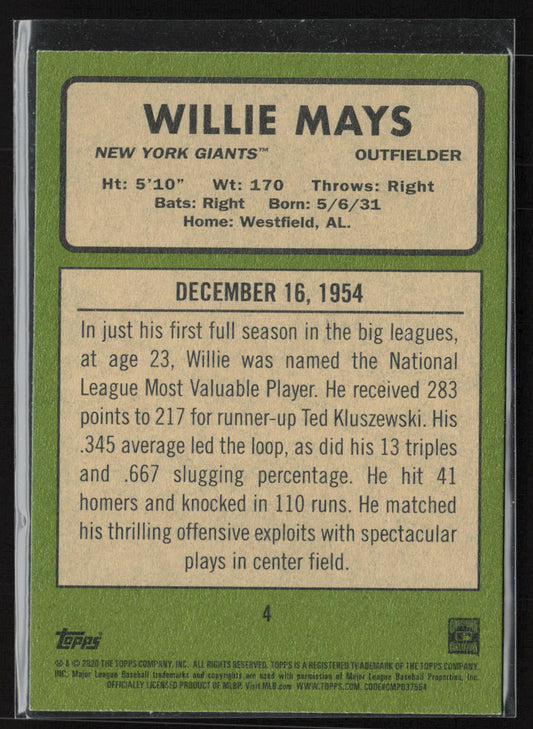 WILLIE MAYS
NEW YORK GIANTS™ OUTFIELDER
Ht: 5'10" Wt: 170 Throws: Right
Bats: Right Born: 5/6/31
Home: Westfield, AL.
DECEMBER 16, 1954
In just his first full season in the big leagues,
at age 23, Willie was named the National
League Most Valuable Player. He received 283
points to 217 for runner-up Ted Kluszewski. His
.345 average led the loop, as did his 13 triples
and .667 slugging percentage. He hit 41
homers and knocked in 110 runs. He matched
his thrilling offensive exploits with spectacular
plays in center field.
4
Topps
® & © 2020 THE TOPPS COMPANY, INC. ALL RIGHTS RESERVED. TOPPS IS A REGISTERED TRADEMARK OF THE TOPPS COMPANY,
INC. Major League Baseball trademarks and copyrights are used with permission of Major League Baseball Properties, Inc.
OFFICIALLY LICENSED PRODUCT OF MLBP. Visit MLB.com WWW.TOPPS.COM. CODE#CMP037554